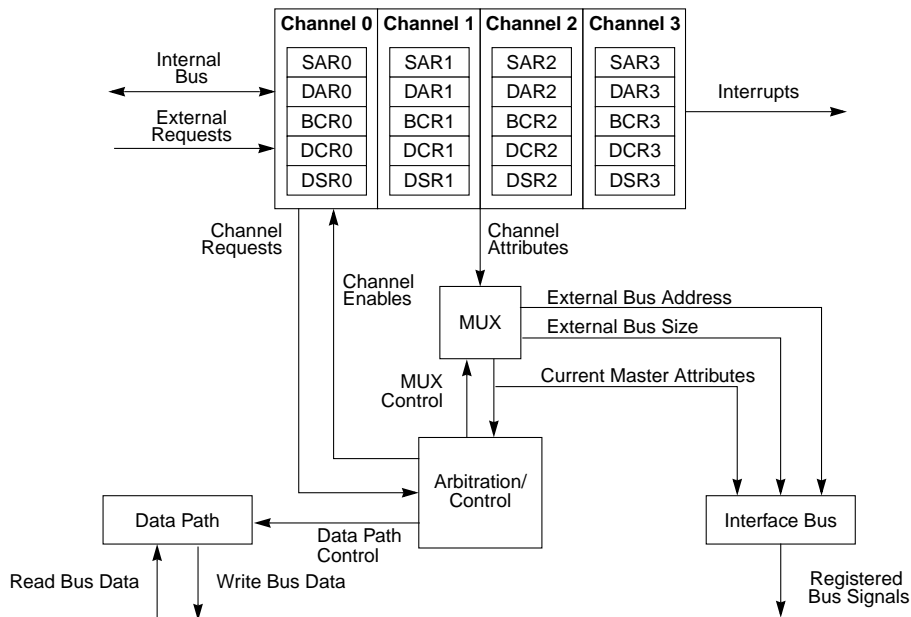 Channel 0 Channel 1 Channel 2 Channel 3
SAR0 SAR1 SAR2 SAR3
DAR0 DAR1 DAR2 DAR3
BCR0 BCR1 BCR2 BCR3
DCR0 DCR1 DCR2 DCR3
DSR0 DSR1 DSR2 DSR3
Internal
Bus
External
Requests
Interrupts
Channel
Requests
Channel
Enables
Channel
Attributes
MUX
External Bus Address
External Bus Size
Current Master Attributes
MUX
Control
Arbitration/
Control
Data Path
Data Path
Control
Interface Bus
Read Bus Data
Write Bus Data
Registered
Bus Signals